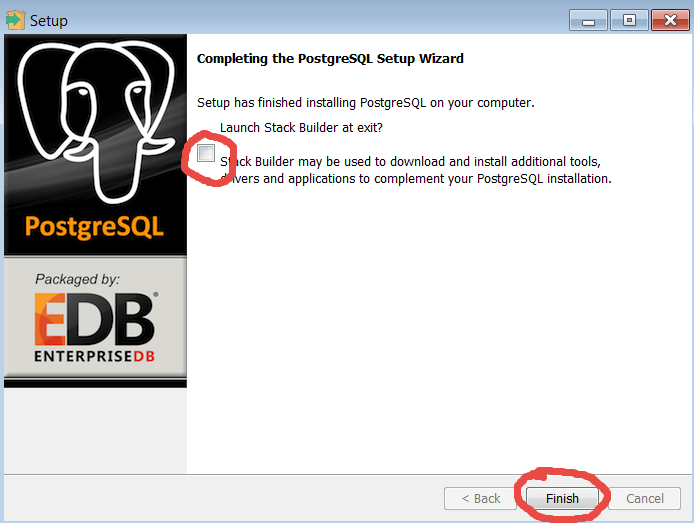 Setup
Completing the PostgreSQL Setup Wizard
Setup has finished installing PostgreSQL on your computer.
Launch Stack Builder at exit?
Stack Builder may be used to download and install additional tools,
drivers and applications to complement your PostgreSQL installation.
PostgreSQL
Packaged by:
EDB
ENTERPRISEDB
< Back
Finish
Cancel